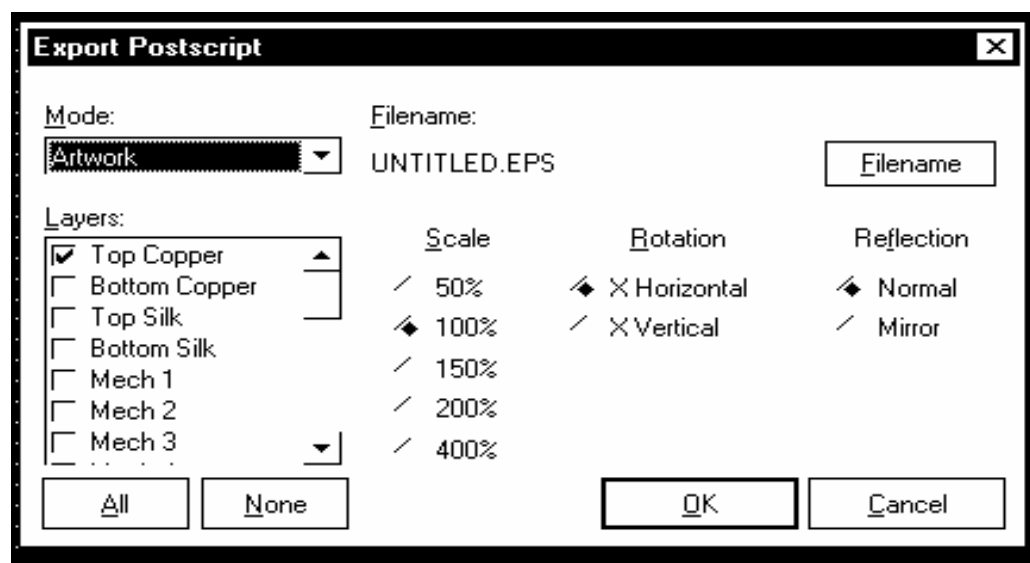 Export Postscript
Mode:
Artwork
Filename:
UNTITLED.EPS
Filename
Layers:
Top Copper
Bottom Copper
Top Silk
Bottom Silk
Mech 1
Mech 2
Mech 3
Scale
50%
100%
150%
200%
400%
Rotation
X Horizontal
X Vertical
Reflection
Normal
Mirror
All
None
OK
Cancel